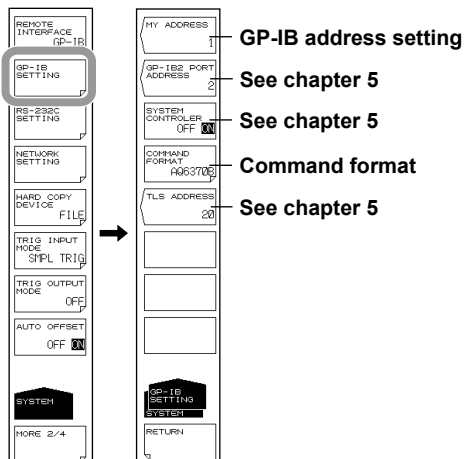 REMOTE
INTERFACE
GP-IB
GP-IB
SETTING
RS-232C
SETTING
NETWORK
SETTING
HARD COPY
DEVICE
FILE
TRIG INPUT
MODE
SMPL TRIG
TRIG OUTPUT
MODE
OFF
AUTO OFFSET
OFF ON
SYSTEM
MORE 2/4
MY ADDRESS
1
GP-IB address setting
GP-IB2 PORT
ADDRESS
2
See chapter 5
SYSTEM
CONTROLER
OFF ON
See chapter 5
COMMAND
FORMAT
AQ6370B
Command format
TLS ADDRESS
20
See chapter 5
GP-IB
SETTING
SYSTEM
RETURN